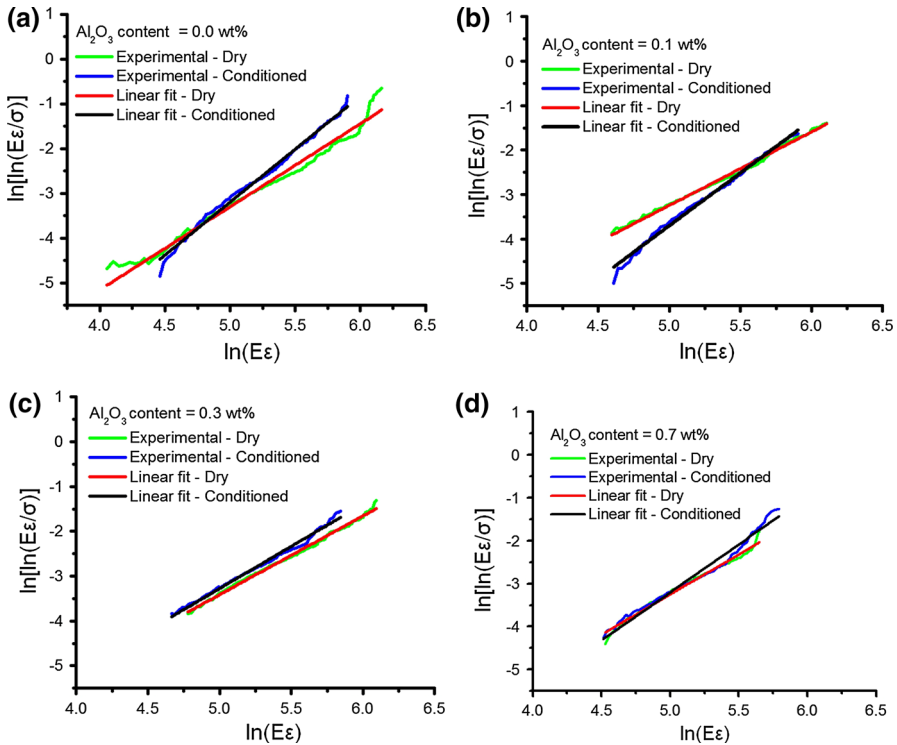 (a)
Al2O3 content = 0.0 wt%
Experimental - Dry
Experimental - Conditioned
Linear fit - Dry
Linear fit - Conditioned
ln[ln(Eε/σ)]
1
0
-1
-2
-3
-4
-5
4.0 4.5 5.0 5.5 6.0 6.5
ln(Eε)
(b)
Al2O3 content = 0.1 wt%
Experimental - Dry
Experimental - Conditioned
Linear fit - Dry
Linear fit - Conditioned
ln[ln(Eε/σ)]
1
0
-1
-2
-3
-4
-5
4.0 4.5 5.0 5.5 6.0 6.5
ln(Eε)
(c)
Al2O3 content = 0.3 wt%
Experimental - Dry
Experimental - Conditioned
Linear fit - Dry
Linear fit - Conditioned
ln[ln(Eε/σ)]
1
0
-1
-2
-3
-4
-5
4.0 4.5 5.0 5.5 6.0 6.5
ln(Eε)
(d)
Al2O3 content = 0.7 wt%
Experimental - Dry
Experimental - Conditioned
Linear fit - Dry
Linear fit - Conditioned
ln[ln(Eε/σ)]
1
0
-1
-2
-3
-4
-5
4.0 4.5 5.0 5.5 6.0 6.5
ln(Eε)